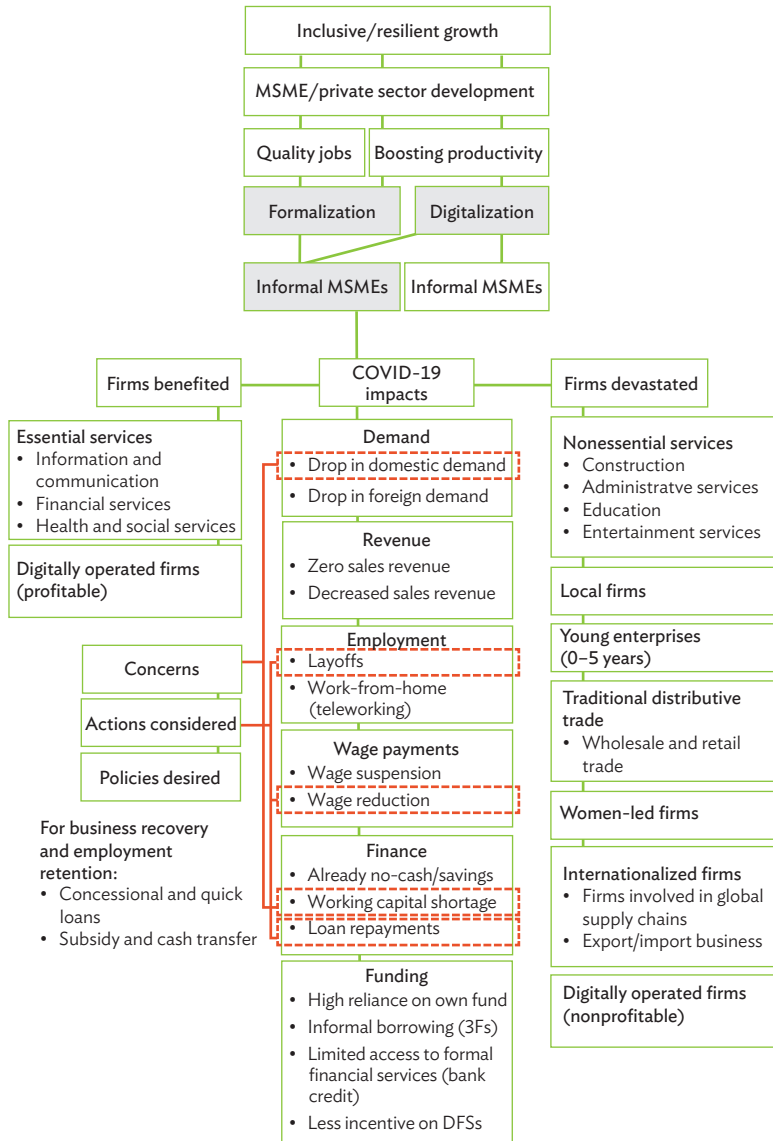 Inclusive/resilient growth
MSME/private sector development
Quality jobs
Boosting productivity
Formalization
Digitalization
Informal MSMEs
Informal MSMEs
Firms benefited
COVID-19
impacts
Firms devastated
Essential services
• Information and
communication
• Financial services
• Health and social services
Digitally operated firms
(profitable)
Concerns
Actions considered
Policies desired
For business recovery
and employment
retention:
• Concessional and quick
loans
• Subsidy and cash transfer
Demand
• Drop in domestic demand
• Drop in foreign demand
Revenue
• Zero sales revenue
• Decreased sales revenue
Employment
• Layoffs
• Work-from-home
(teleworking)
Wage payments
• Wage suspension
• Wage reduction
Finance
• Already no-cash/savings
• Working capital shortage
• Loan repayments
Funding
• High reliance on own fund
• Informal borrowing (3Fs)
• Limited access to formal
financial services (bank
credit)
• Less incentive on DFSs
Nonessential services
• Construction
• Administratve services
• Education
• Entertainment services
Local firms
Young enterprises
(0–5 years)
Traditional distributive
trade
• Wholesale and retail
trade
Women-led firms
Internationalized firms
• Firms involved in global
supply chains
• Export/import business
Digitally operated firms
(nonprofitable)